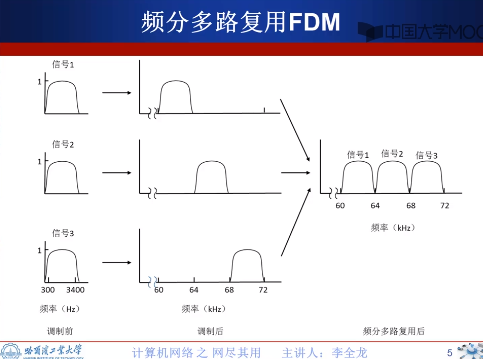 频分多路复用FDM
中国大学MOO
信号1
1
信号2
1
信号1 信号2 信号3
60 64 68 72
频率（kHz）
信号3
1
300 3400 60 64 68 72
频率（Hz） 频率（kHz）
调制前 调制后 频分多路复用后
哈尔滨工业大学
计算机网络 之 网尽其用 主讲人：李全龙 5